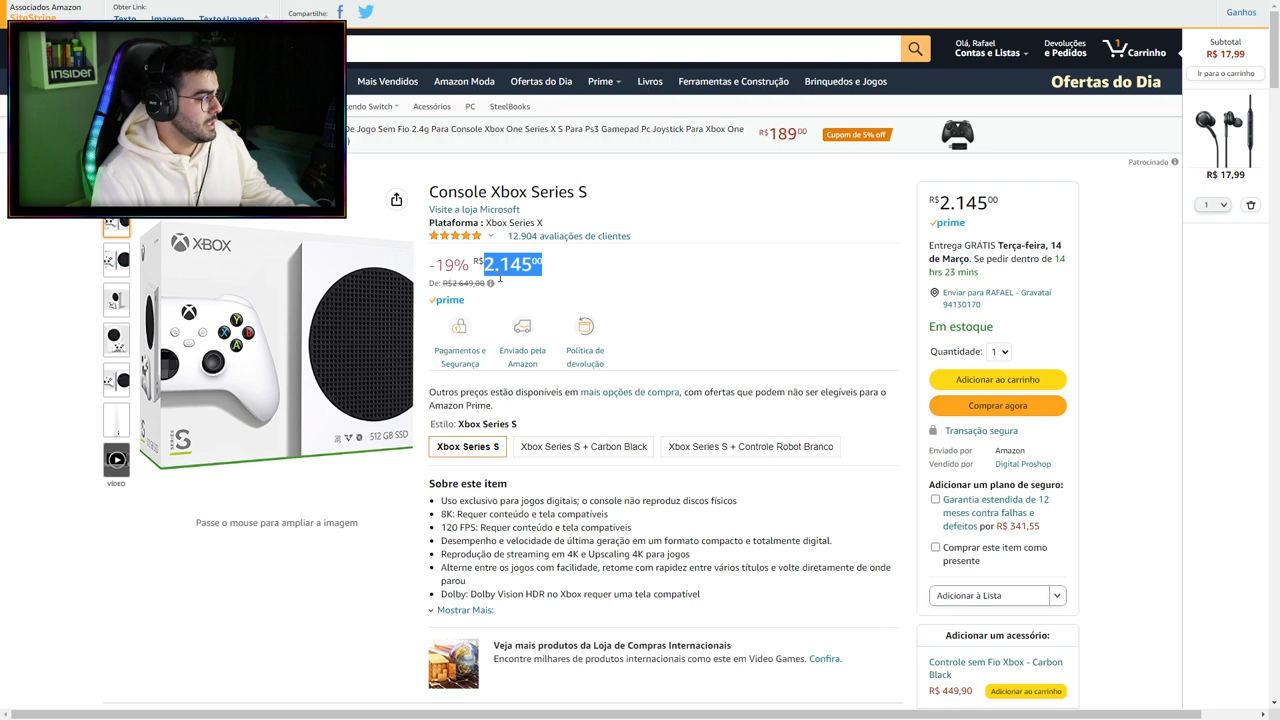 Associados Amazon
SiteStripe
Obter Link:
Texto Imagem Texto+Imagem
Compartilhe:
Ganhos
INSIDER
Olá, Rafael
Contas e Listas
Devoluções
e Pedidos
1
Carrinho
Subtotal
R$ 17,99
Ir para o carrinho
Mais Vendidos
Amazon Moda
Ofertas do Dia
Prime
Livros
Ferramentas e Construção
Brinquedos e Jogos
Ofertas do Dia
Switch
Acessórios
PC
SteelBooks
De Jogo Sem Fio 2.4g Para Console Xbox One Series X S Para Ps3 Gamepad Pc Joystick Para Xbox One
R$18900
Cupom de 5% off
Patrocinado
R$ 17,99
1
Console Xbox Series S
Visite a loja Microsoft
Plataforma : Xbox Series X
12.904 avaliações de clientes
-19% R$2.14500
De: R$2.649,00
prime
Pagamentos e
Segurança
Enviado pela
Amazon
Política de
devolução
Outros preços estão disponíveis em mais opções de compra, com ofertas que podem não ser elegíveis para o
Amazon Prime.
Estilo: Xbox Series S
Xbox Series S
Xbox Series S + Carbon Black
Xbox Series S + Controle Robot Branco
Sobre este item
Uso exclusivo para jogos digitais; o console não reproduz discos físicos
8K: Requer conteúdo e tela compatíveis
120 FPS: Requer conteúdo e tela compatíveis
Desempenho e velocidade de última geração em um formato compacto e totalmente digital.
Reprodução de streaming em 4K e Upscaling 4K para jogos
Alterne entre os jogos com facilidade, retome com rapidez entre vários títulos e volte diretamente de onde
parou
Dolby: Dolby Vision HDR no Xbox requer uma tela compatível
Mostrar Mais:
Veja mais produtos da Loja de Compras Internacionais
Encontre milhares de produtos internacionais como este em Video Games. Confira.
XBOX
Y
X
B
A
SERIES
S
512 GB SSD
VÍDEO
Passe o mouse para ampliar a imagem
R$2.14500
prime
Entrega GRÁTIS Terça-feira, 14
de Março. Se pedir dentro de 14
hrs 23 mins
Enviar para RAFAEL - Gravataí
94130170
Em estoque
Quantidade: 1
Adicionar ao carrinho
Comprar agora
Transação segura
Enviado por Amazon
Vendido por Digital Proshop
Adicionar um plano de seguro:
Garantia estendida de 12
meses contra falhas e
defeitos por R$ 341,55
Comprar este item como
presente
Adicionar à Lista
Adicionar um acessório:
Controle sem Fio Xbox - Carbon
Black
R$ 449,90
Adicionar ao carrinho